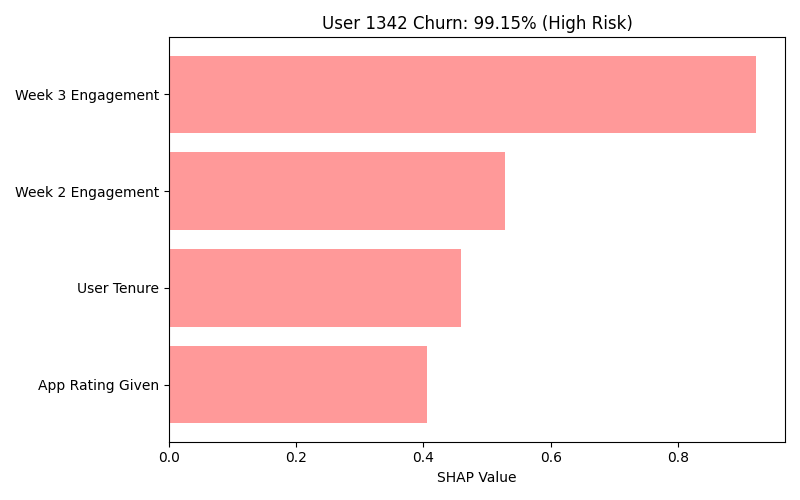 User 1342 Churn: 99.15% (High Risk)
Week 3 Engagement
Week 2 Engagement
User Tenure
App Rating Given
0.0 0.2 0.4 0.6 0.8
SHAP Value